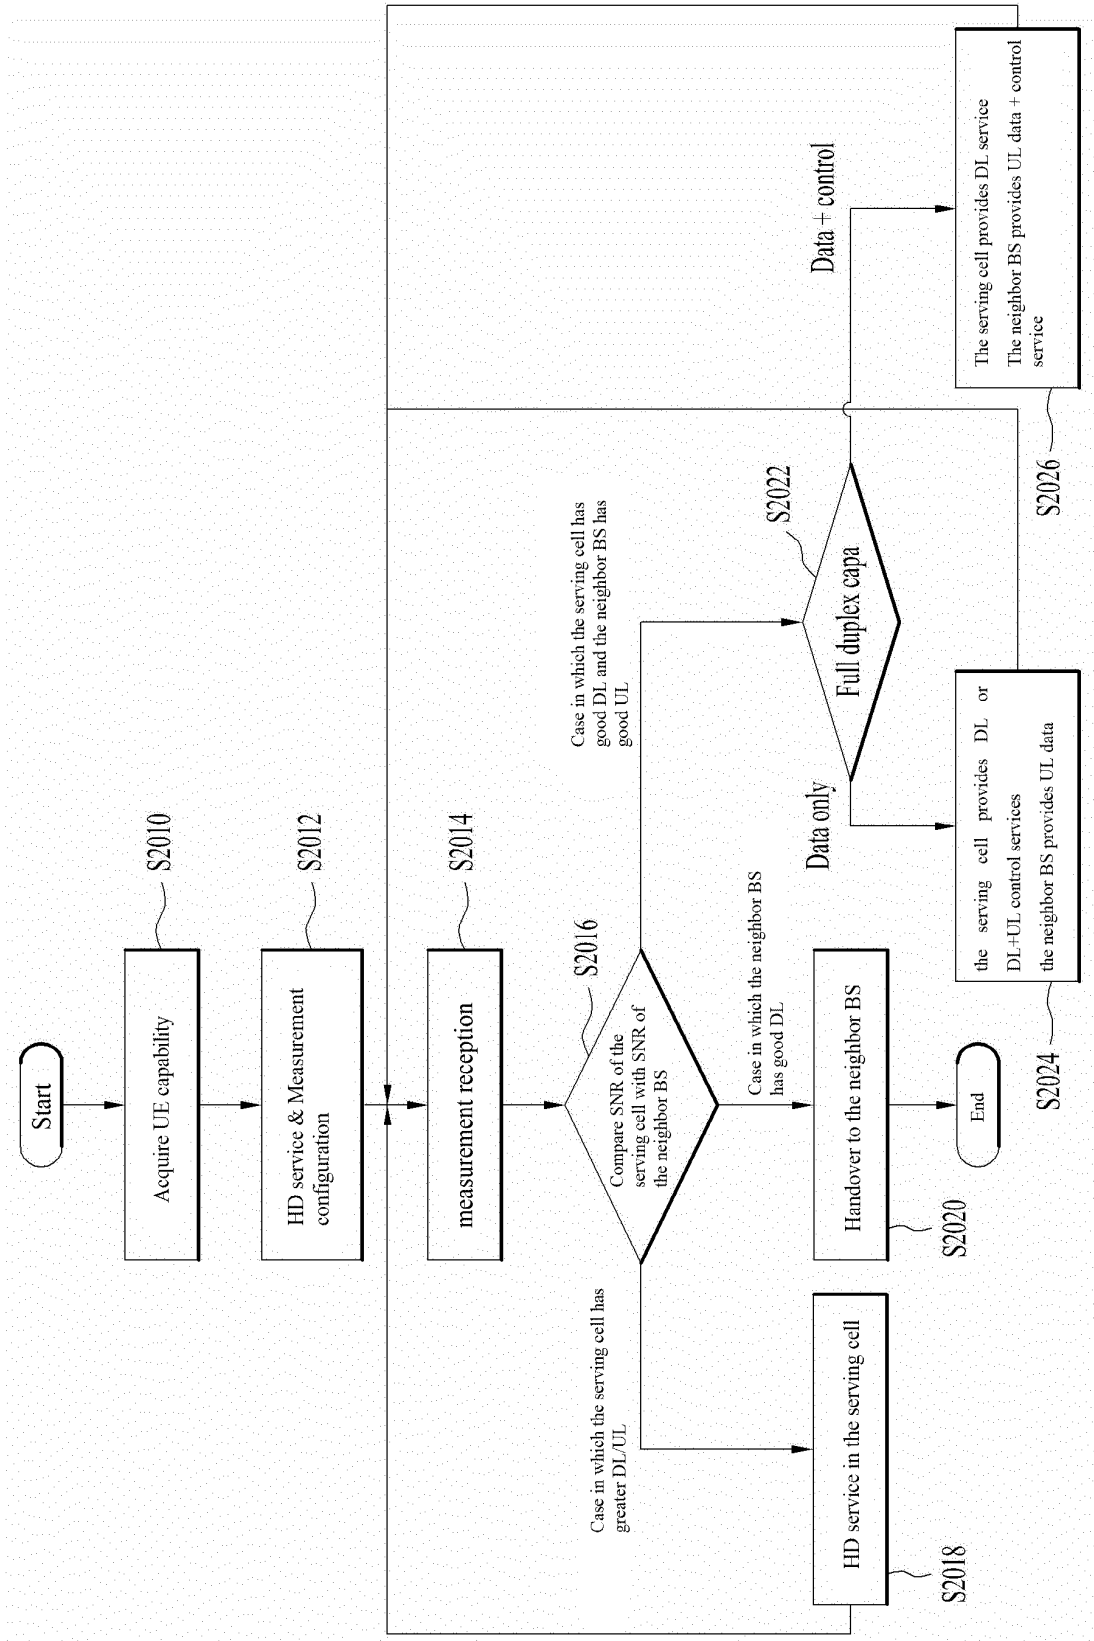 Start
Acquire UE capability
S2010
HD service & Measurement
configuration
S2012
measurement reception
S2014
Compare SNR of the
serving cell with SNR of
the neighbor BS
S2016
Case in which the serving cell has
greater DL/UL
Case in which the neighbor BS
has good DL
Case in which the serving cell has
good DL and the neighbor BS has
good UL
HD service in the serving cell
S2018
Handover to the neighbor BS
S2020
End
Full duplex capa
S2022
Data only
Data + control
the serving cell provides DL or
DL+UL control services
the neighbor BS provides UL data
S2024
The serving cell provides DL service
The neighbor BS provides UL data + control
service
S2026